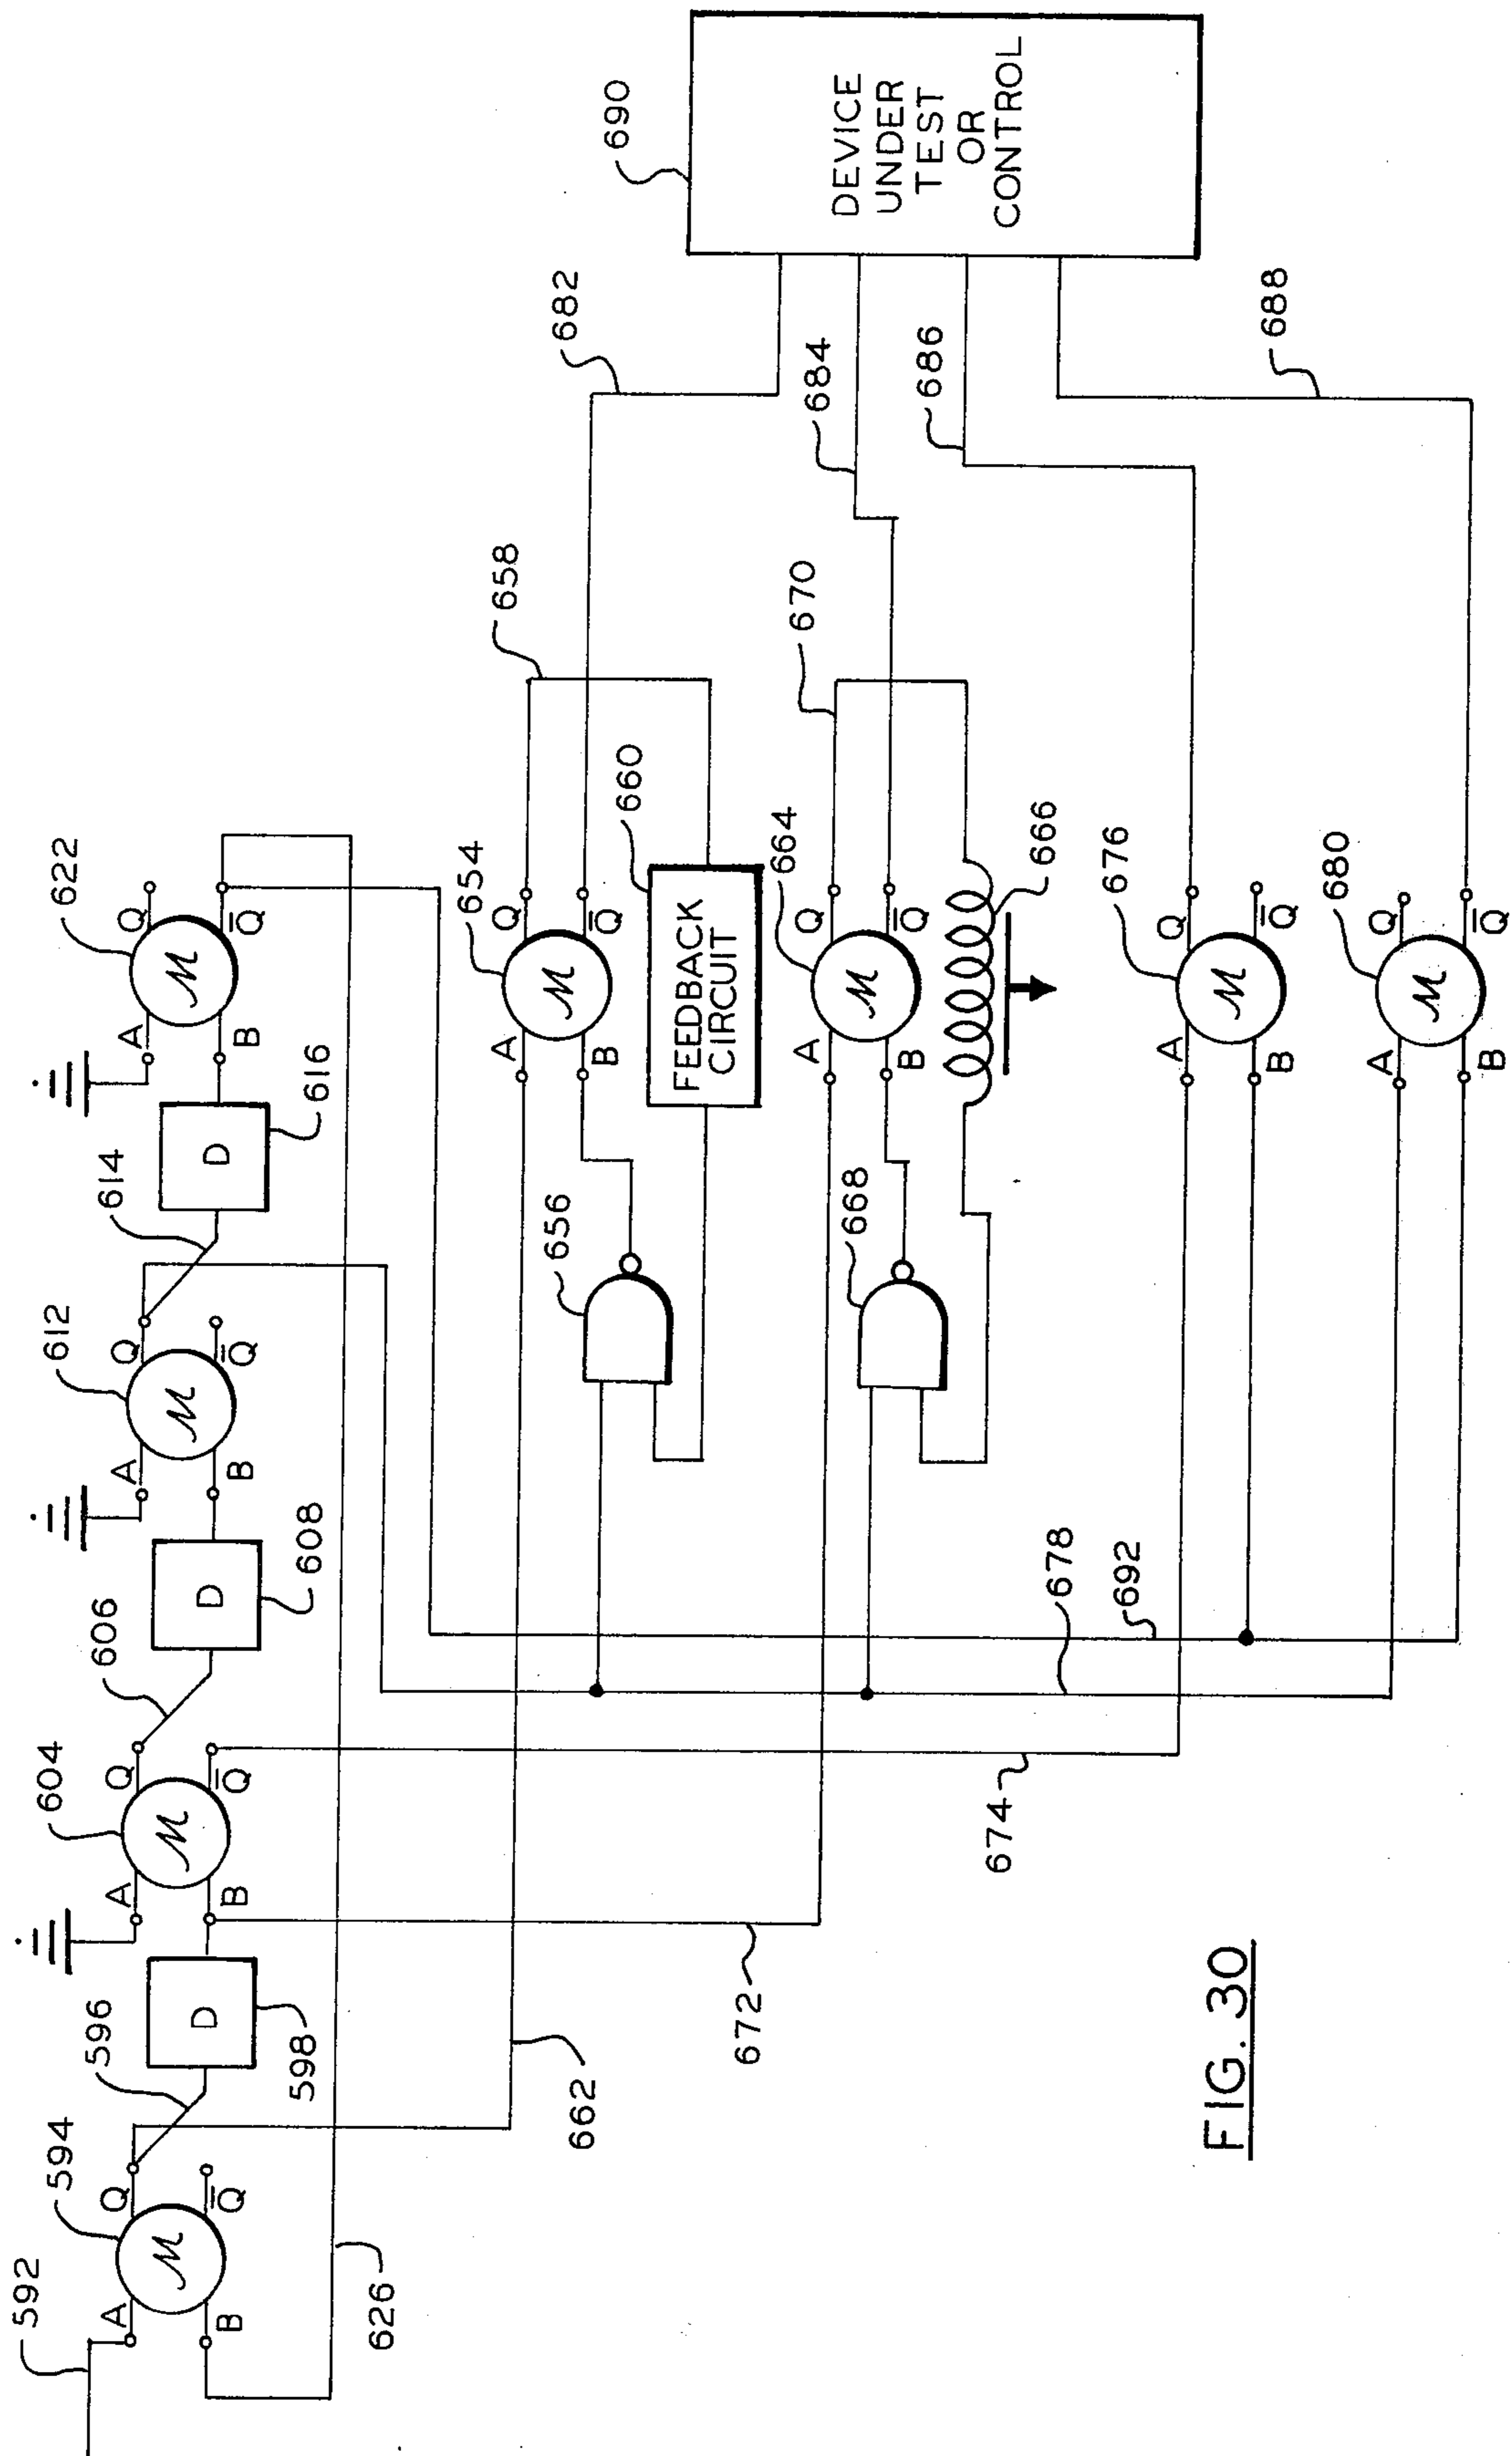 592
594
596
598
A
B
Q
Q̅
M
604
606
608
A
B
Q
Q̅
M
D
612
614
616
A
B
Q
Q̅
M
D
622
A
B
Q
Q̅
M
D
626
662
672
674
678
692
656
654
A
B
Q
Q̅
M
658
660
FEEDBACK
CIRCUIT
668
664
A
B
Q
Q̅
M
670
666
676
A
B
Q
Q̅
M
680
A
B
Q
Q̅
M
682
684
686
688
690
DEVICE
UNDER
TEST
OR
CONTROL
FIG. 30